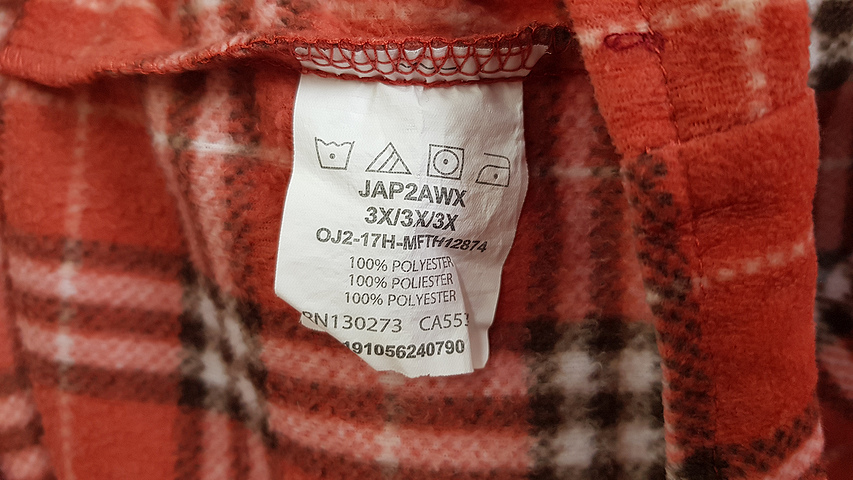 JAP2AWX
3X/3X/3X
OJ2-17H-MFTH12874
100% POLYESTER
100% POLIESTER
100% POLYESTER
RN130273 CA553
191056240790